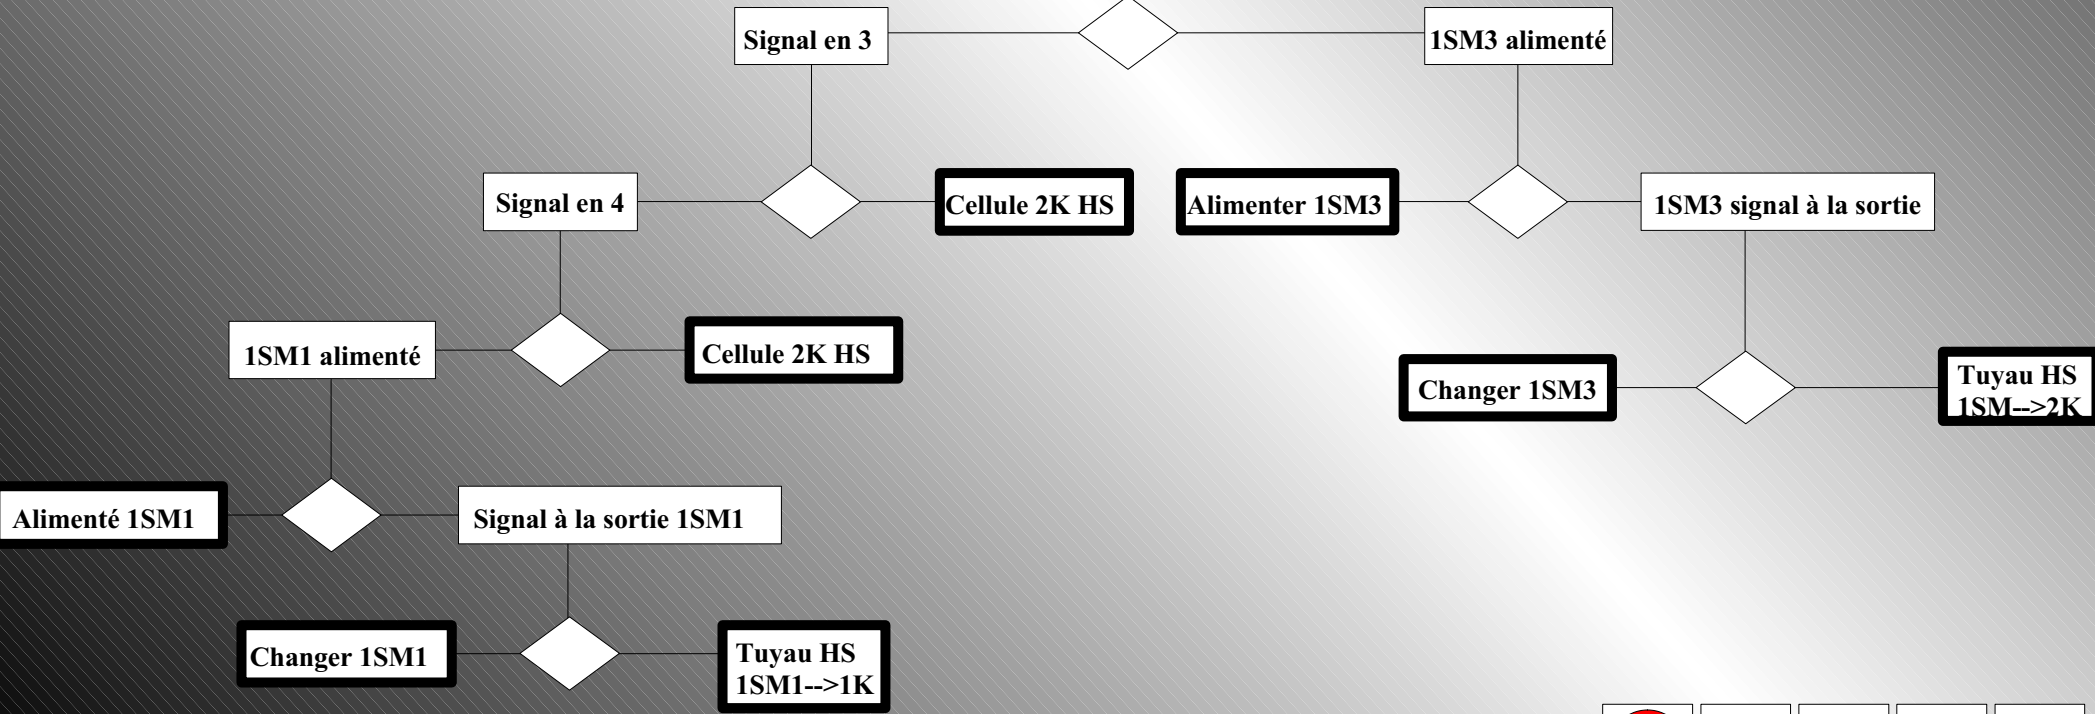 Signal en 3
1SM3 alimenté
Signal en 4
Cellule 2K HS
Alimenter 1SM3
1SM3 signal à la sortie
1SM1 alimenté
Cellule 2K HS
Changer 1SM3
Tuyau HS
1SM-->2K
Alimenté 1SM1
Signal à la sortie 1SM1
Changer 1SM1
Tuyau HS
1SM1-->1K